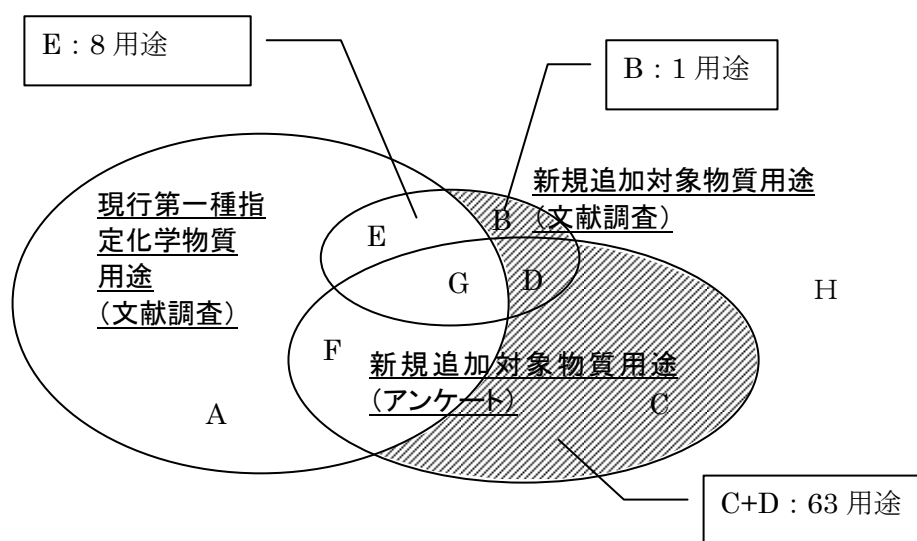 E：8 用途
B：1 用途
現行第一種指
定化学物質
用途
（文献調査）
新規追加対象物質用途
（文献調査）
B
E
G
D
H
F
新規追加対象物質用途
（アンケート）
A
C
C+D：63 用途